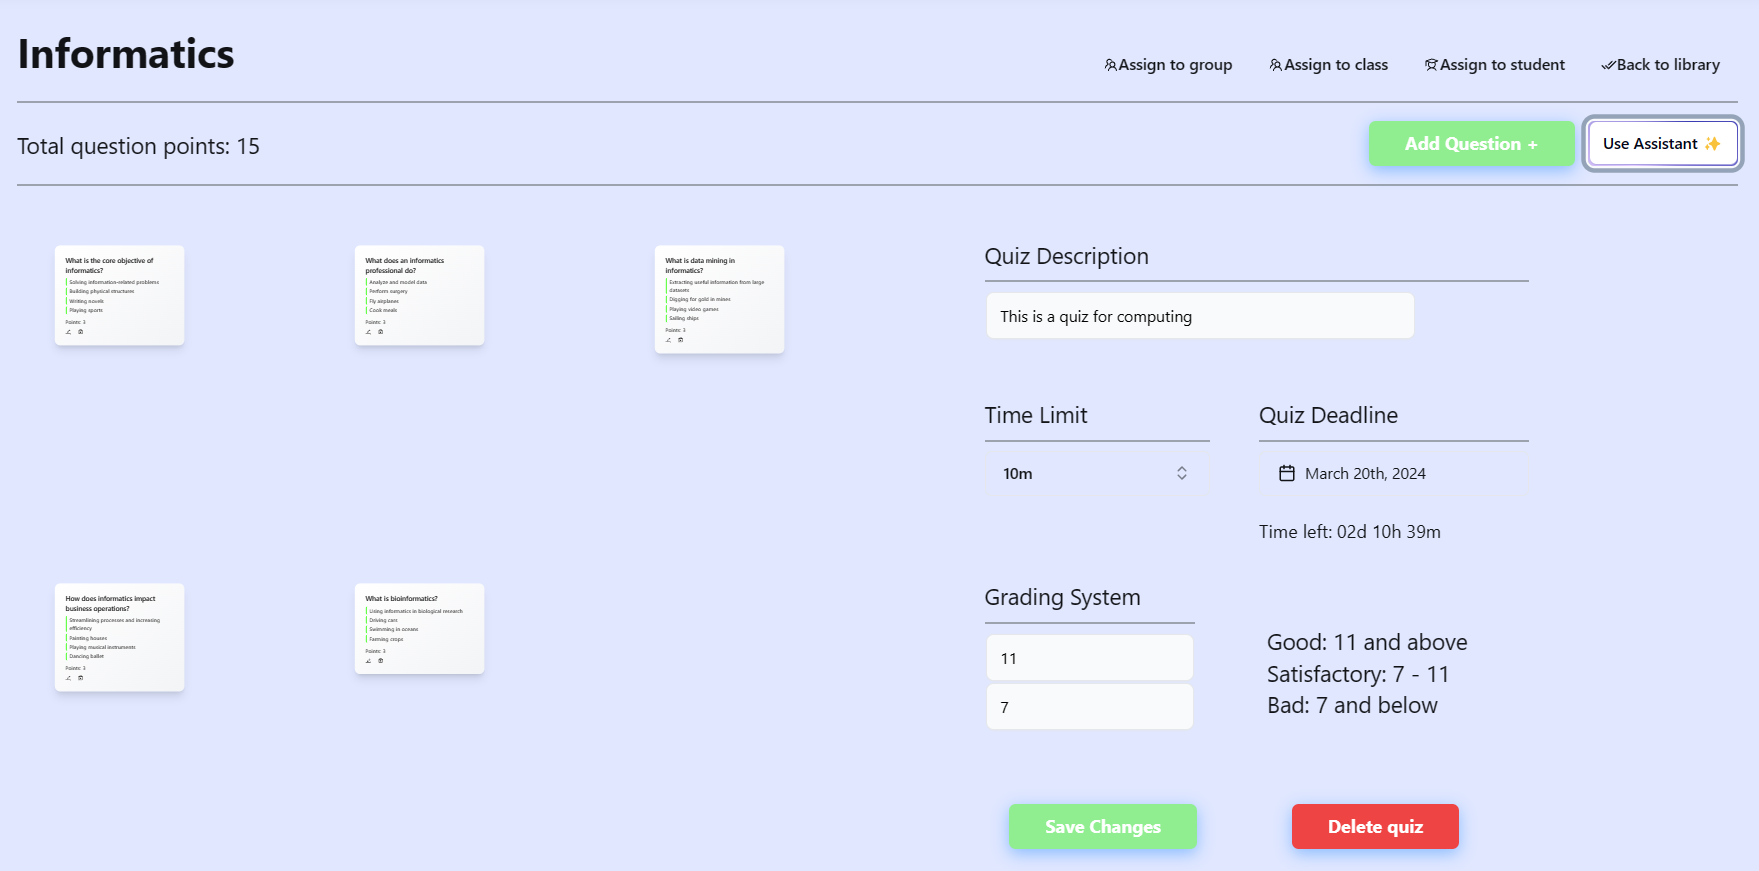 Informatics
Assign to group
Assign to class
Assign to student
Back to library
Total question points: 15
Add Question +
Use Assistant
What is the core objective of
informatics?
Solving information-related problems
Building physical structures
Writing novels
Playing sports
Points: 3
What does an informatics
professional do?
Analyze and model data
Perform surgery
Fly airplanes
Cook meals
Points: 3
What is data mining in
informatics?
Extracting useful information from large
datasets
Digging for gold in mines
Playing video games
Sailing ships
Points: 3
How does informatics impact
business operations?
Streamlining processes and increasing
efficiency
Painting houses
Playing musical instruments
Dancing ballet
Points: 3
What is bioinformatics?
Using informatics in biological research
Driving cars
Swimming in oceans
Farming crops
Points: 3
Quiz Description
This is a quiz for computing
Time Limit
10m
Quiz Deadline
March 20th, 2024
Time left: 02d 10h 39m
Grading System
11
7
Good: 11 and above
Satisfactory: 7 - 11
Bad: 7 and below
Save Changes
Delete quiz